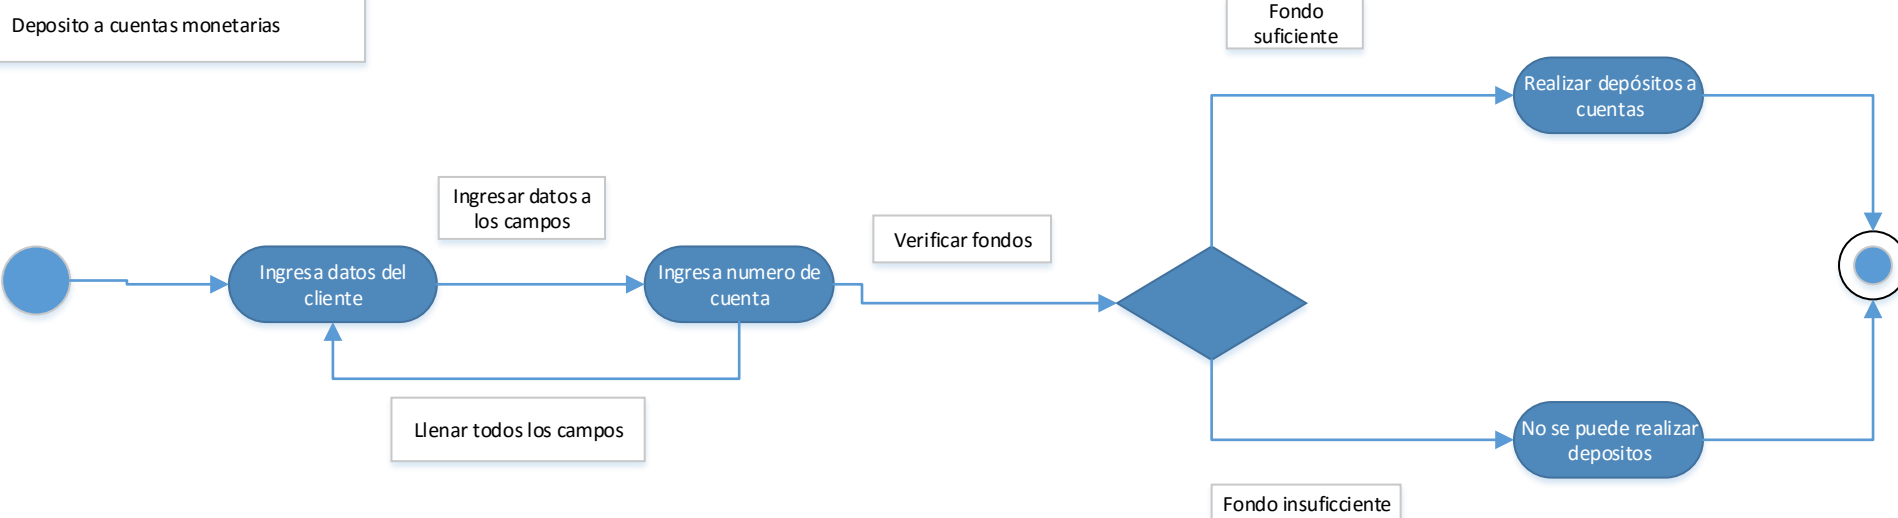 Deposito a cuentas monetarias
Fondo
suficiente
Realizar depósitos a
cuentas
Ingresar datos a
los campos
Verificar fondos
Ingresa datos del
cliente
Ingresa numero de
cuenta
Llenar todos los campos
No se puede realizar
depositos
Fondo insuficciente